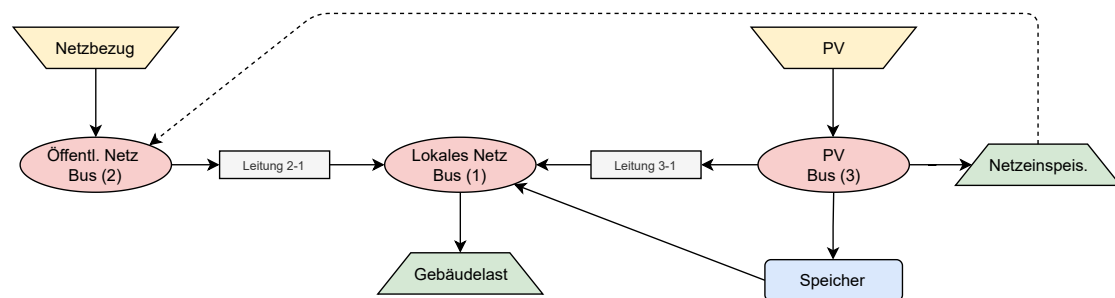 Netzbezug
PV
Öffentl. Netz
Bus (2)
Leitung 2-1
Lokales Netz
Bus (1)
Leitung 3-1
PV
Bus (3)
Netzeinspeis.
Gebäudelast
Speicher